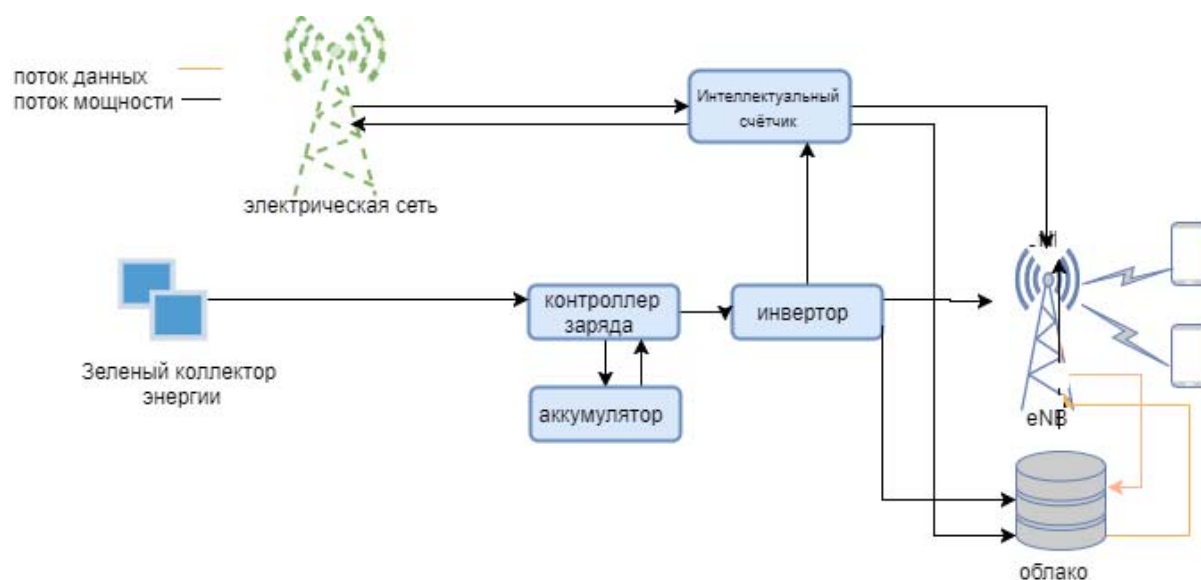 поток данных
поток мощности
Интеллектуальный
счётчик
электрическая сеть
контроллер
заряда
инвертор
Зеленый коллектор
энергии
аккумулятор
eNB
облако